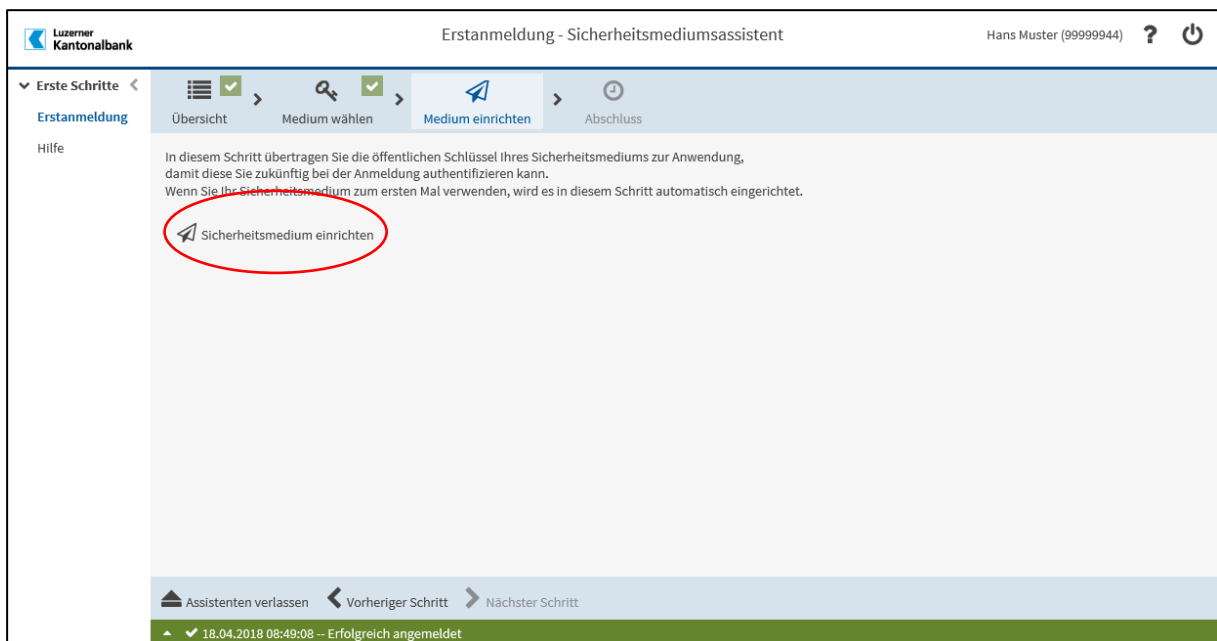 Luzerner
Kantonalbank
Erstanmeldung - Sicherheitsmediumsassistent
Hans Muster (99999944)
?
Erste Schritte
Erstanmeldung
Hilfe
Übersicht
Medium wählen
Medium einrichten
Abschluss
In diesem Schritt übertragen Sie die öffentlichen Schlüssel Ihres Sicherheitsmediums zur Anwendung,
damit diese Sie zukünftig bei der Anmeldung authentifizieren kann.
Wenn Sie Ihr Sicherheitsmedium zum ersten Mal verwenden, wird es in diesem Schritt automatisch eingerichtet.
Sicherheitsmedium einrichten
Assistenten verlassen
Vorheriger Schritt
Nächster Schritt
18.04.2018 08:49:08 -- Erfolgreich angemeldet